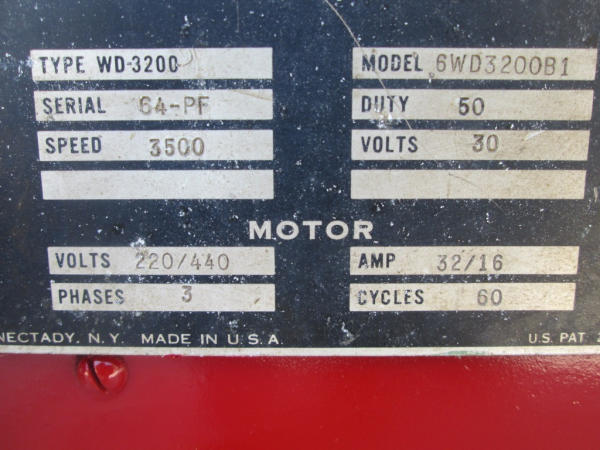 TYPE WD-3200 MODEL 6WD3200B1
SERIAL 64-PF DUTY 50
SPEED 3500 VOLTS 30
MOTOR
VOLTS 220/440 AMP 32/16
PHASES 3 CYCLES 60
NECTADY, N.Y. MADE IN U.S.A. U.S. PAT